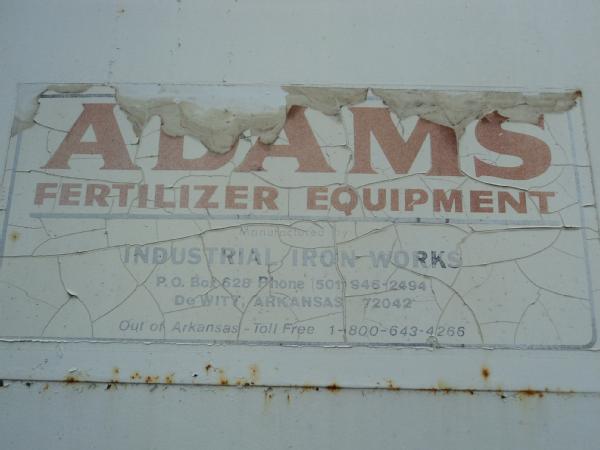 ADAMS
FERTILIZER EQUIPMENT
Manufactured by
INDUSTRIAL IRON WORKS
P.O. Box 628 Phone (501) 946-2494
DeWITT, ARKANSAS 72042
Out of Arkansas - Toll Free 1-800-643-4266